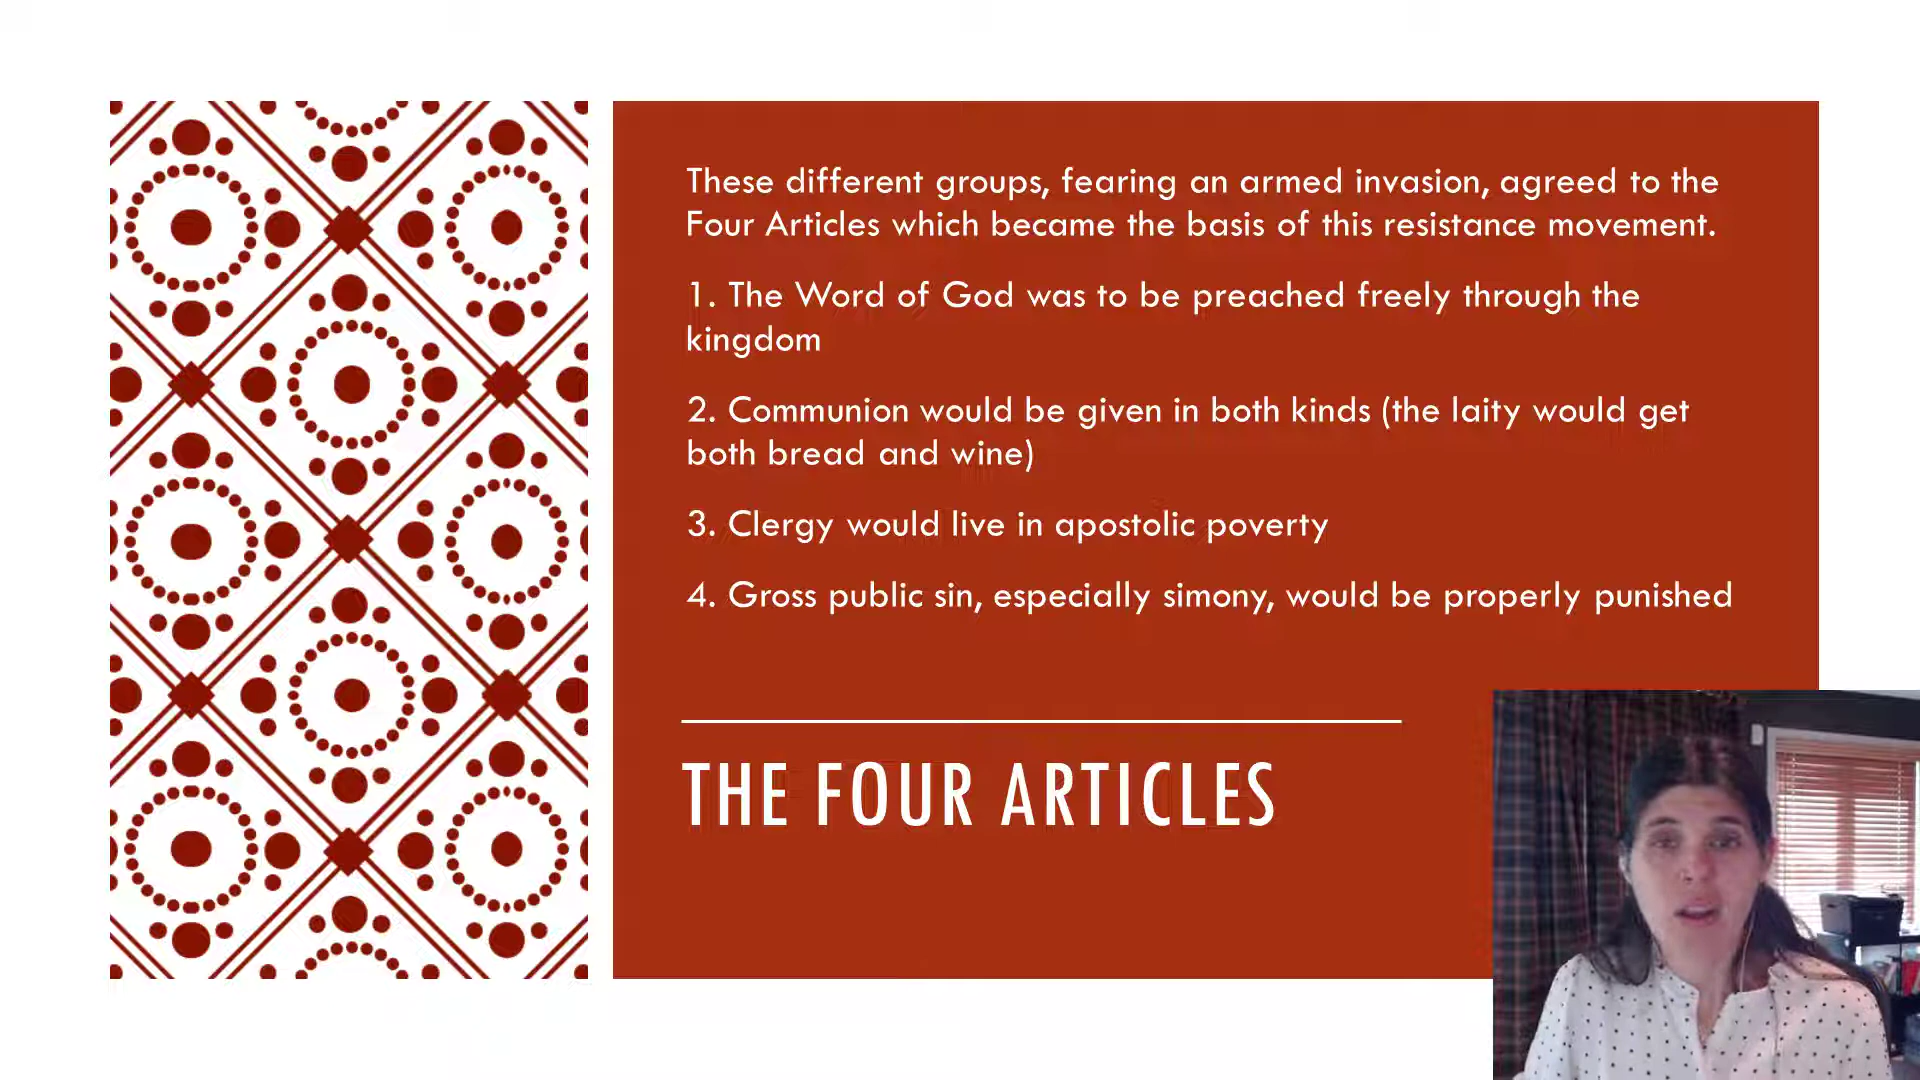 These different groups, fearing an armed invasion, agreed to the
Four Articles which became the basis of this resistance movement.
1. The Word of God was to be preached freely through the
kingdom
2. Communion would be given in both kinds (the laity would get
both bread and wine)
3. Clergy would live in apostolic poverty
4. Gross public sin, especially simony, would be properly punished
THE FOUR ARTICLES